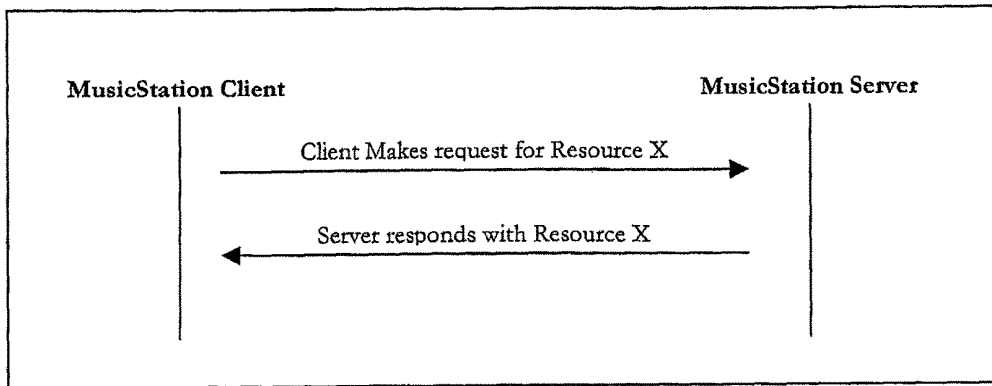 MusicStation Client
MusicStation Server
Client Makes request for Resource X
Server responds with Resource X